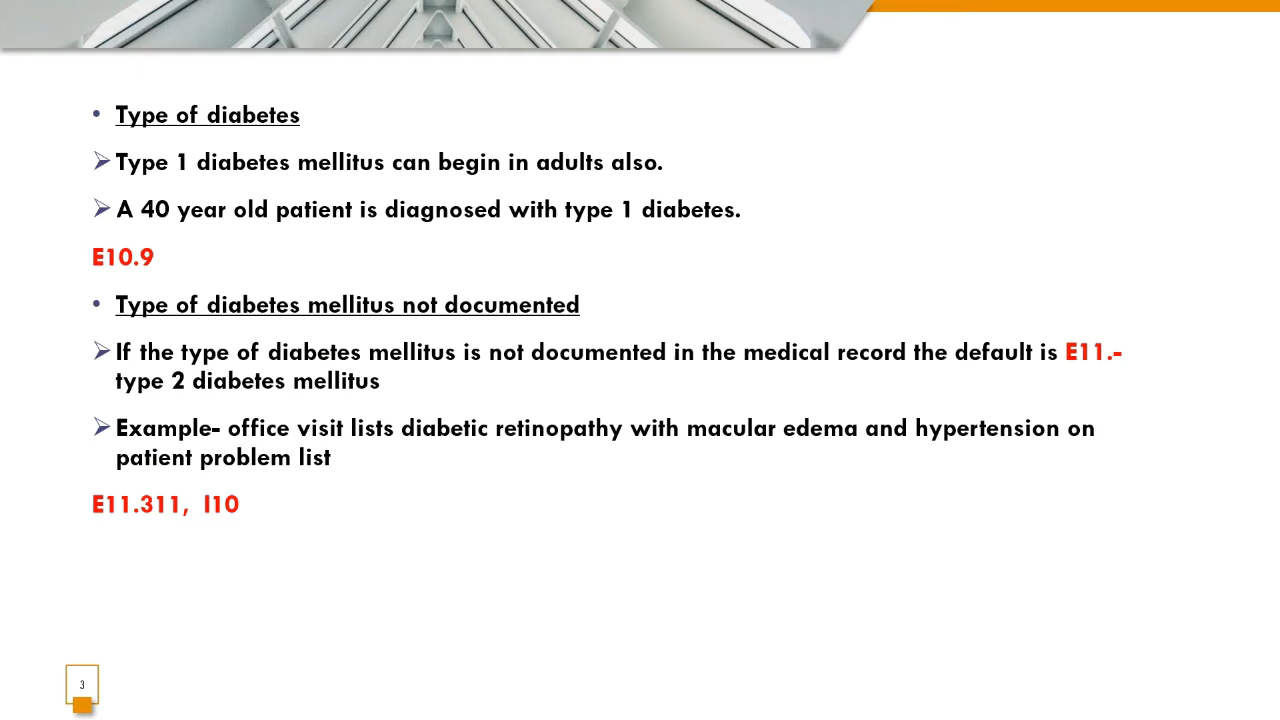 • Type of diabetes
➢ Type 1 diabetes mellitus can begin in adults also.
➢ A 40 year old patient is diagnosed with type 1 diabetes.
E10.9
• Type of diabetes mellitus not documented
➢ If the type of diabetes mellitus is not documented in the medical record the default is E11.-
type 2 diabetes mellitus
➢ Example- office visit lists diabetic retinopathy with macular edema and hypertension on
patient problem list
E11.311, I10
3